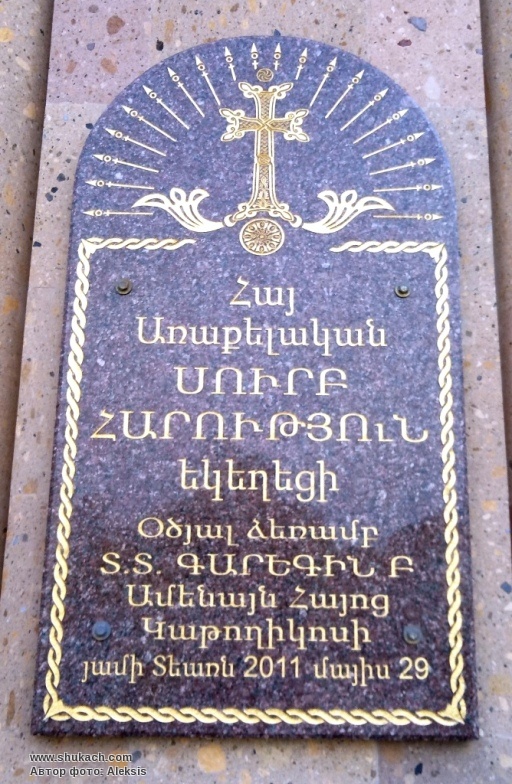 Հայ
Առաքելական
ՍՈՒՐԲ
ՀԱՐՈՒԹՅՈւՆ
եկեղեցի
Օծյալ ձեռամբ
Տ.Տ. ԳԱՐԵԳԻՆ Բ
Ամենայն Հայոց
Կաթողիկոսի
յամի Տեառն 2011 մայիս 29
www.shukach.com
Автор фото: Aleksis